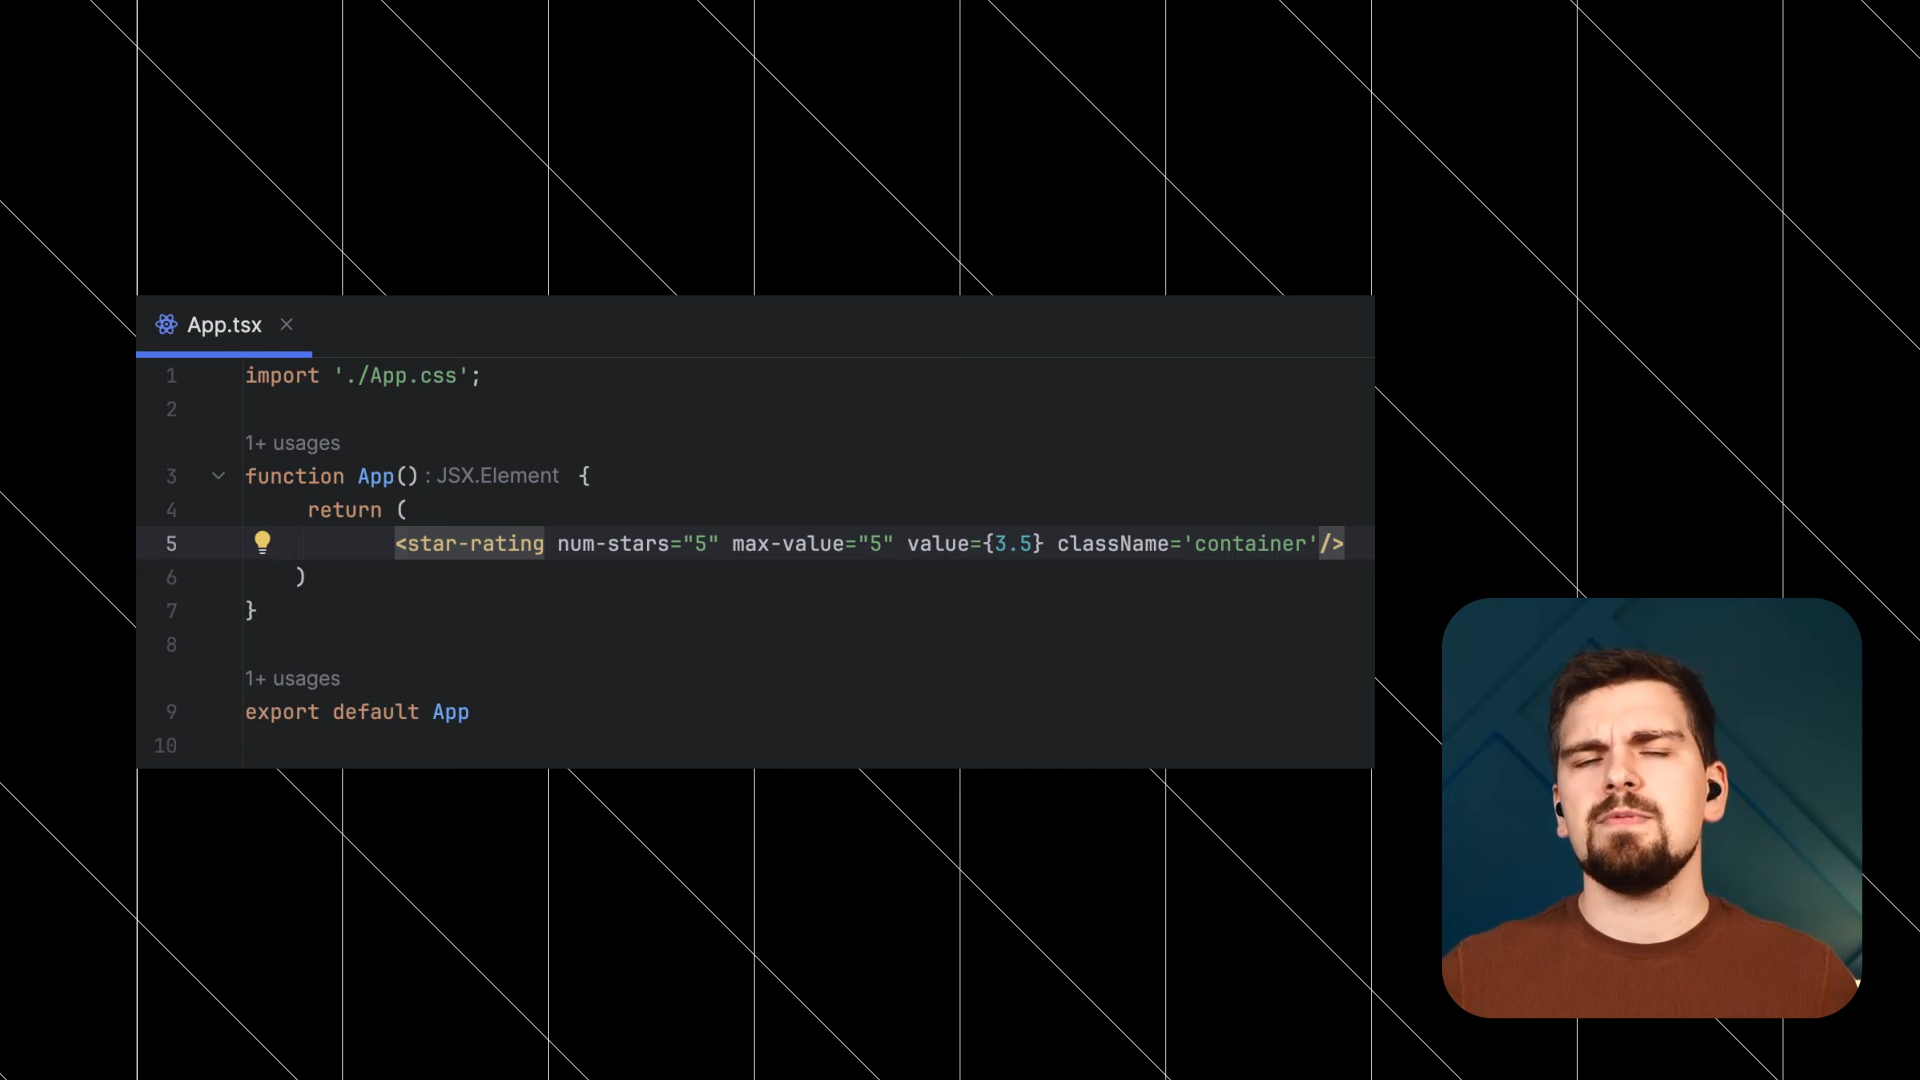 App.tsx
1 import './App.css';
2
1+ usages
3 function App() : JSX.Element {
4 return (
5 <star-rating num-stars="5" max-value="5" value={3.5} className='container'/>
6 )
7 }
8
1+ usages
9 export default App
10